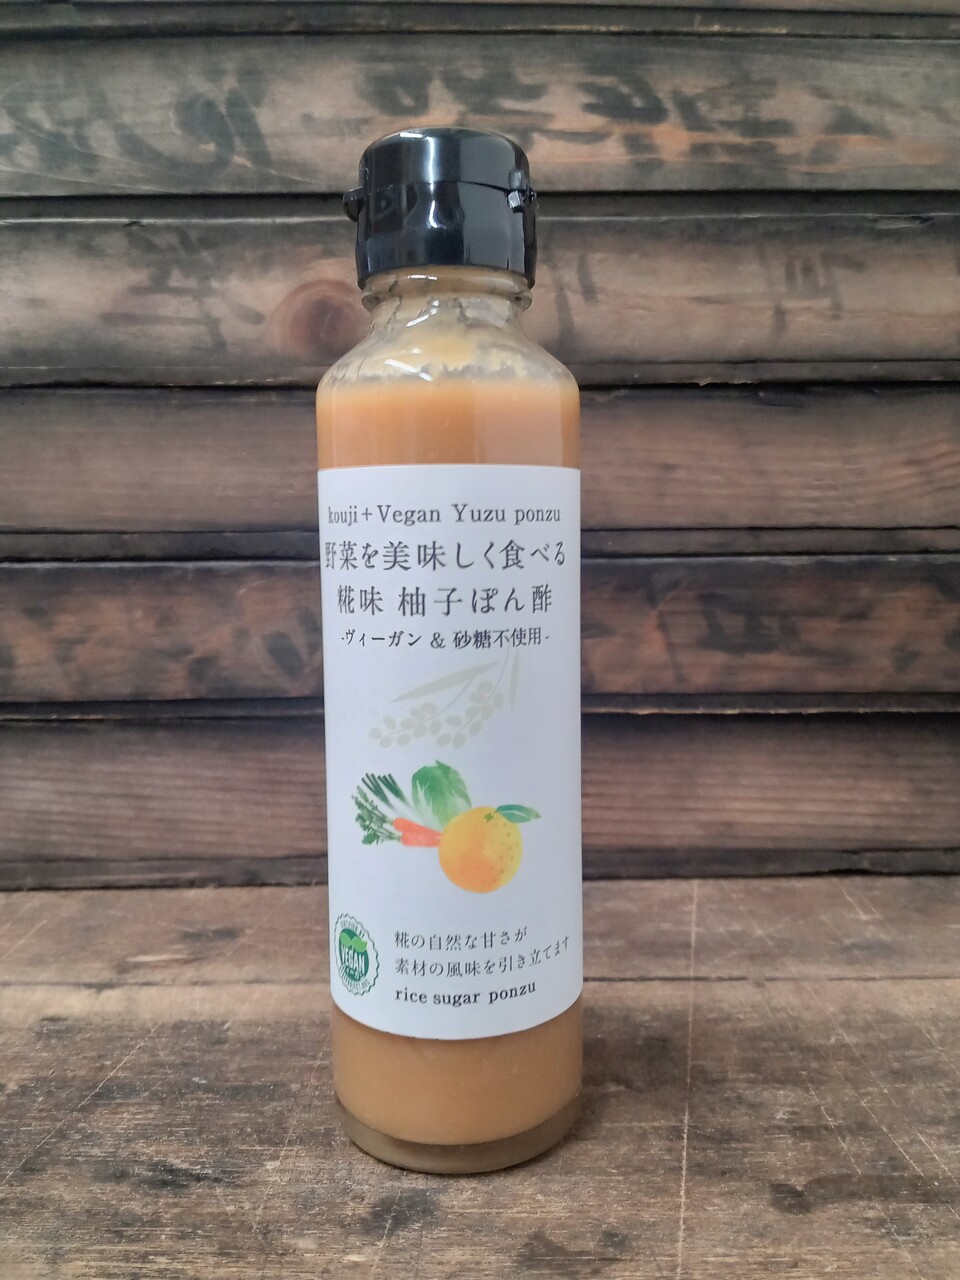 kouji+Vegan Yuzu ponzu
野菜を美味しく食べる
糀味 柚子ぽん酢
-ヴィーガン & 砂糖不使用-
VEGAN
糀の自然な甘さが
素材の風味を引き立てます
rice sugar ponzu